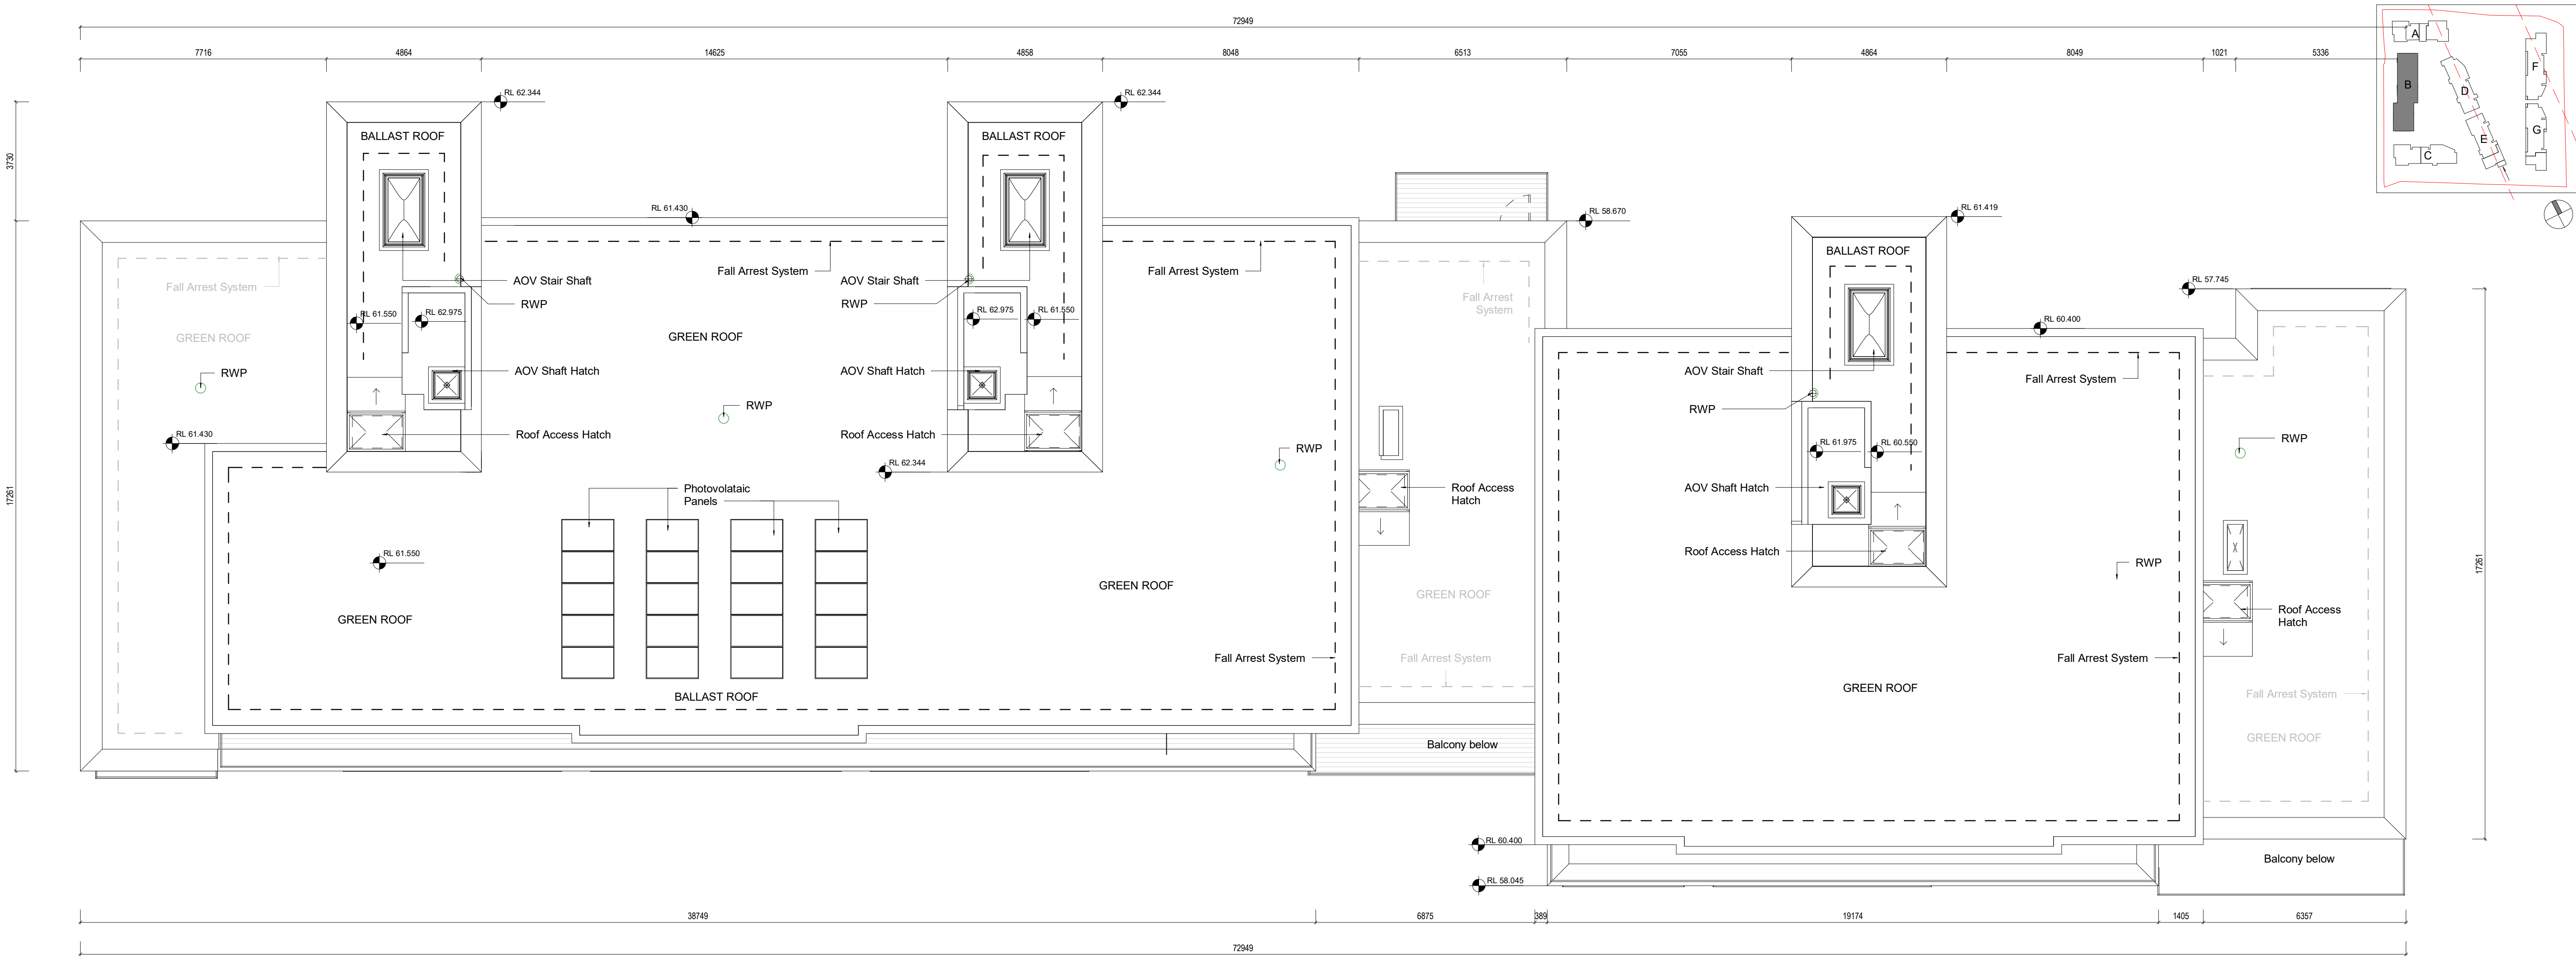 72949
7716 4864 14625 4858 8048 6513 7055 4864 8049 1021 5336
A
B
C
D
E
F
G
RL 62.344
RL 62.344
BALLAST ROOF
BALLAST ROOF
3730
RL 61.430
RL 58.670
RL 61.419
BALLAST ROOF
Fall Arrest System
Fall Arrest System
Fall Arrest System
AOV Stair Shaft
AOV Stair Shaft
RWP
RWP
Fall Arrest
System
RL 57.745
RL 61.550
RL 62.975
RL 62.975
RL 61.550
RL 60.400
GREEN ROOF
GREEN ROOF
RWP
AOV Shaft Hatch
AOV Shaft Hatch
AOV Stair Shaft
Fall Arrest System
RWP
RWP
RL 61.430
Roof Access Hatch
Roof Access Hatch
RWP
RL 61.975
RL 60.550
RWP
RL 62.344
Photovolataic
Panels
Roof Access
Hatch
AOV Shaft Hatch
17261
RL 61.550
Roof Access Hatch
RWP
17261
GREEN ROOF
GREEN ROOF
GREEN ROOF
Roof Access
Hatch
Fall Arrest System
Fall Arrest System
Fall Arrest System
BALLAST ROOF
GREEN ROOF
Fall Arrest System
GREEN ROOF
Balcony below
RL 60.400
Balcony below
RL 58.045
38749 6875 389 19174 1405 6357
72949